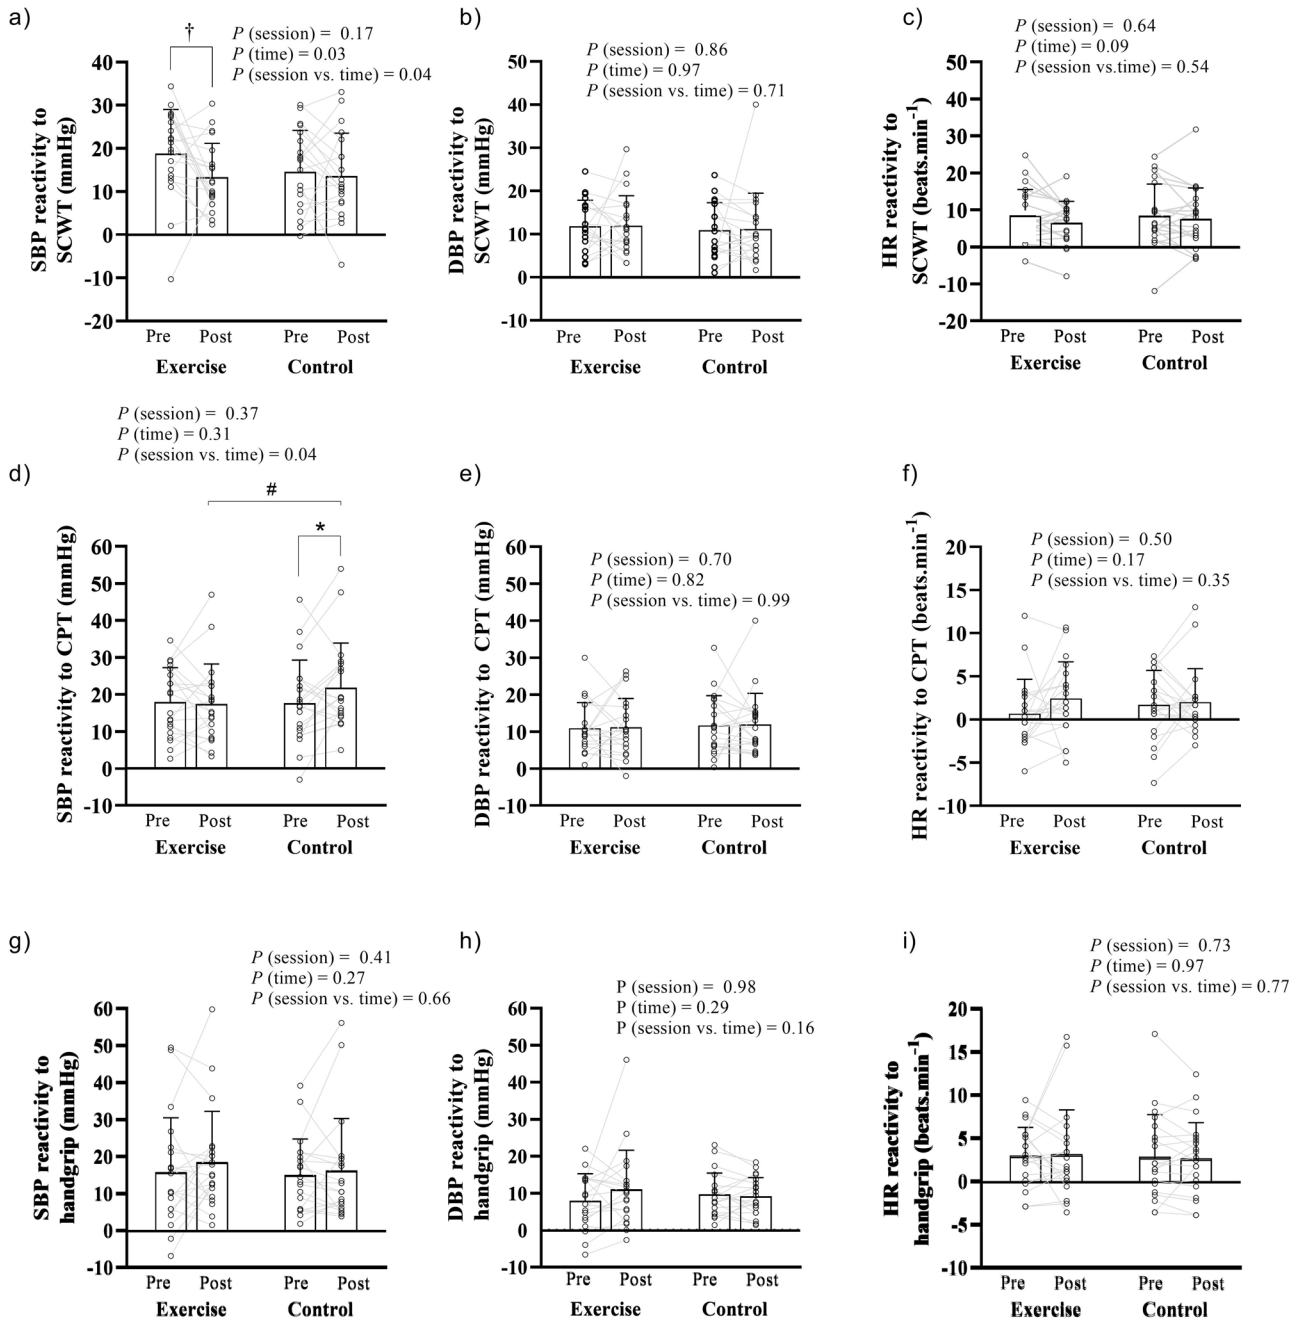 a)
†
P (session) =  0.17
P (time) = 0.03
P (session vs. time) = 0.04
SBP reactivity to
SCWT (mmHg)
40
30
20
10
0
-10
-20
Pre Post Pre Post
Exercise Control
b)
P (session) =  0.86
P (time) = 0.97
P (session vs. time) = 0.71
DBP reactivity to
SCWT (mmHg)
50
40
30
20
10
0
-10
Pre Post Pre Post
Exercise Control
c)
P (session) =  0.64
P (time) = 0.09
P (session vs.time) = 0.54
HR reactivity to
SCWT (beats.min⁻¹)
50
40
30
20
10
0
-10
-20
Pre Post Pre Post
Exercise Control
d)
P (session) =  0.37
P (time) = 0.31
P (session vs. time) = 0.04
#
*
SBP reactivity to CPT (mmHg)
60
50
40
30
20
10
0
-10
Pre Post Pre Post
Exercise Control
e)
P (session) =  0.70
P (time) = 0.82
P (session vs. time) = 0.99
DBP reactivity to CPT (mmHg)
60
50
40
30
20
10
0
-10
Pre Post Pre Post
Exercise Control
f)
P (session) =  0.50
P (time) = 0.17
P (session vs. time) = 0.35
HR reactivity to CPT (beats.min⁻¹)
20
15
10
5
0
-5
-10
Pre Post Pre Post
Exercise Control
g)
P (session) =  0.41
P (time) = 0.27
P (session vs. time) = 0.66
SBP reactivity to
handgrip (mmHg)
60
50
40
30
20
10
0
-10
Pre Post Pre Post
Exercise Control
h)
P (session) =  0.98
P (time) = 0.29
P (session vs. time) = 0.16
DBP reactivity to
handgrip (mmHg)
60
50
40
30
20
10
0
-10
Pre Post Pre Post
Exercise Control
i)
P (session) =  0.73
P (time) = 0.97
P (session vs. time) = 0.77
HR reactivity to
handgrip (beats.min⁻¹)
20
15
10
5
0
-5
-10
Pre Post Pre Post
Exercise Control